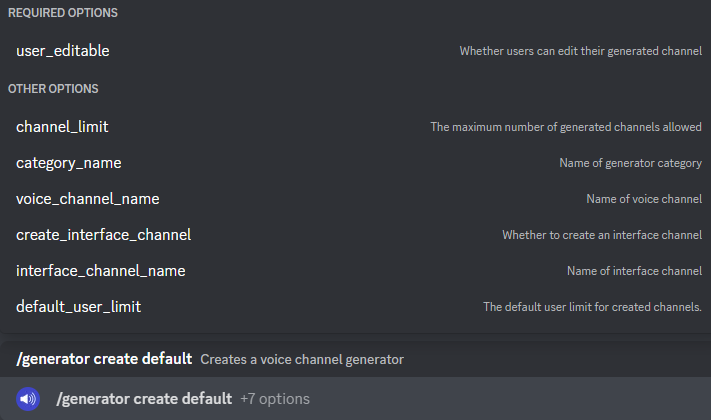 REQUIRED OPTIONS
user_editable Whether users can edit their generated channel
OTHER OPTIONS
channel_limit The maximum number of generated channels allowed
category_name Name of generator category
voice_channel_name Name of voice channel
create_interface_channel Whether to create an interface channel
interface_channel_name Name of interface channel
default_user_limit The default user limit for created channels.
/generator create default Creates a voice channel generator
/generator create default +7 options